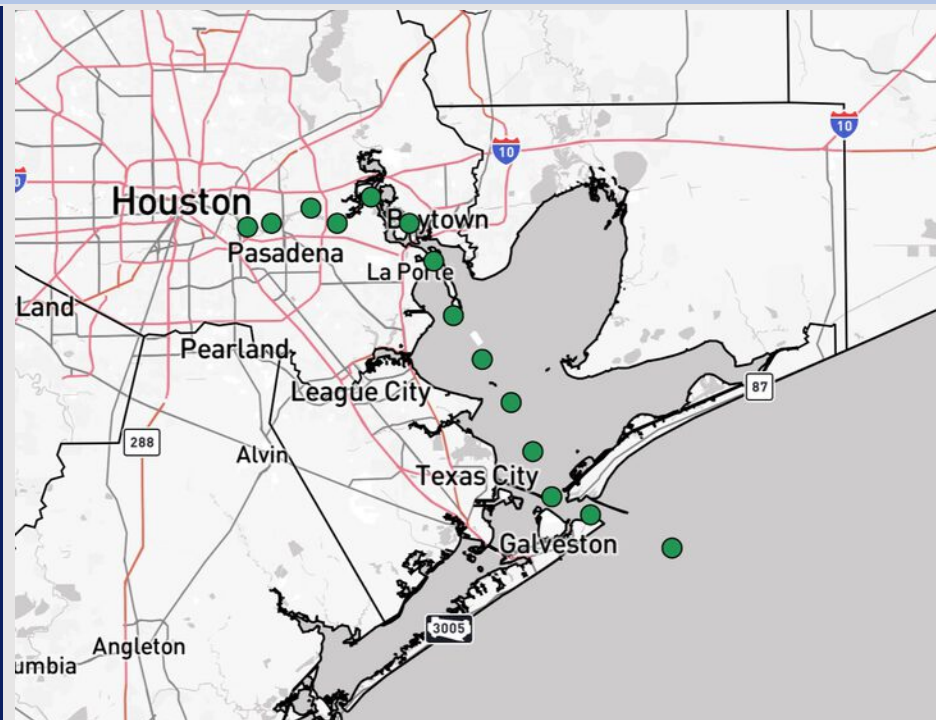 10
10
Houston
Baytown
Pasadena
La Porte
Land
Pearland
87
League City
288
Alvin
Texas City
Galveston
3005
Angleton
umbia